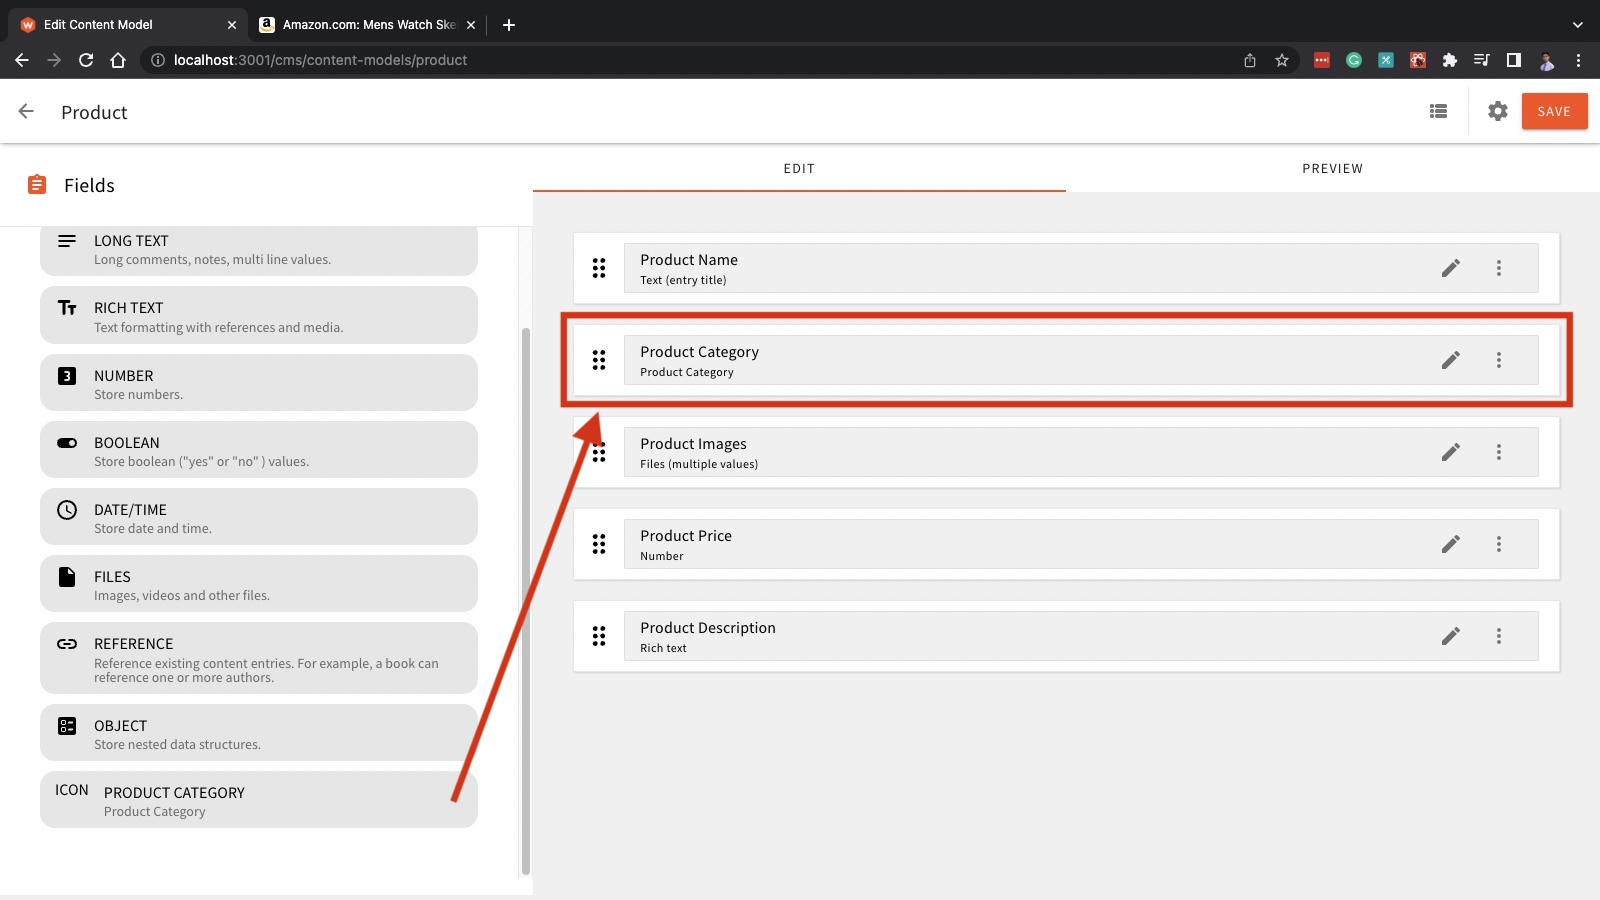 Edit Content Model
Amazon.com: Mens Watch Ske
localhost:3001/cms/content-models/product
Product
SAVE
Fields
EDIT
PREVIEW
LONG TEXT
Long comments, notes, multi line values.
RICH TEXT
Text formatting with references and media.
NUMBER
Store numbers.
BOOLEAN
Store boolean ("yes" or "no" ) values.
DATE/TIME
Store date and time.
FILES
Images, videos and other files.
REFERENCE
Reference existing content entries. For example, a book can
reference one or more authors.
OBJECT
Store nested data structures.
ICON
PRODUCT CATEGORY
Product Category
Product Name
Text (entry title)
Product Category
Product Category
Product Images
Files (multiple values)
Product Price
Number
Product Description
Rich text